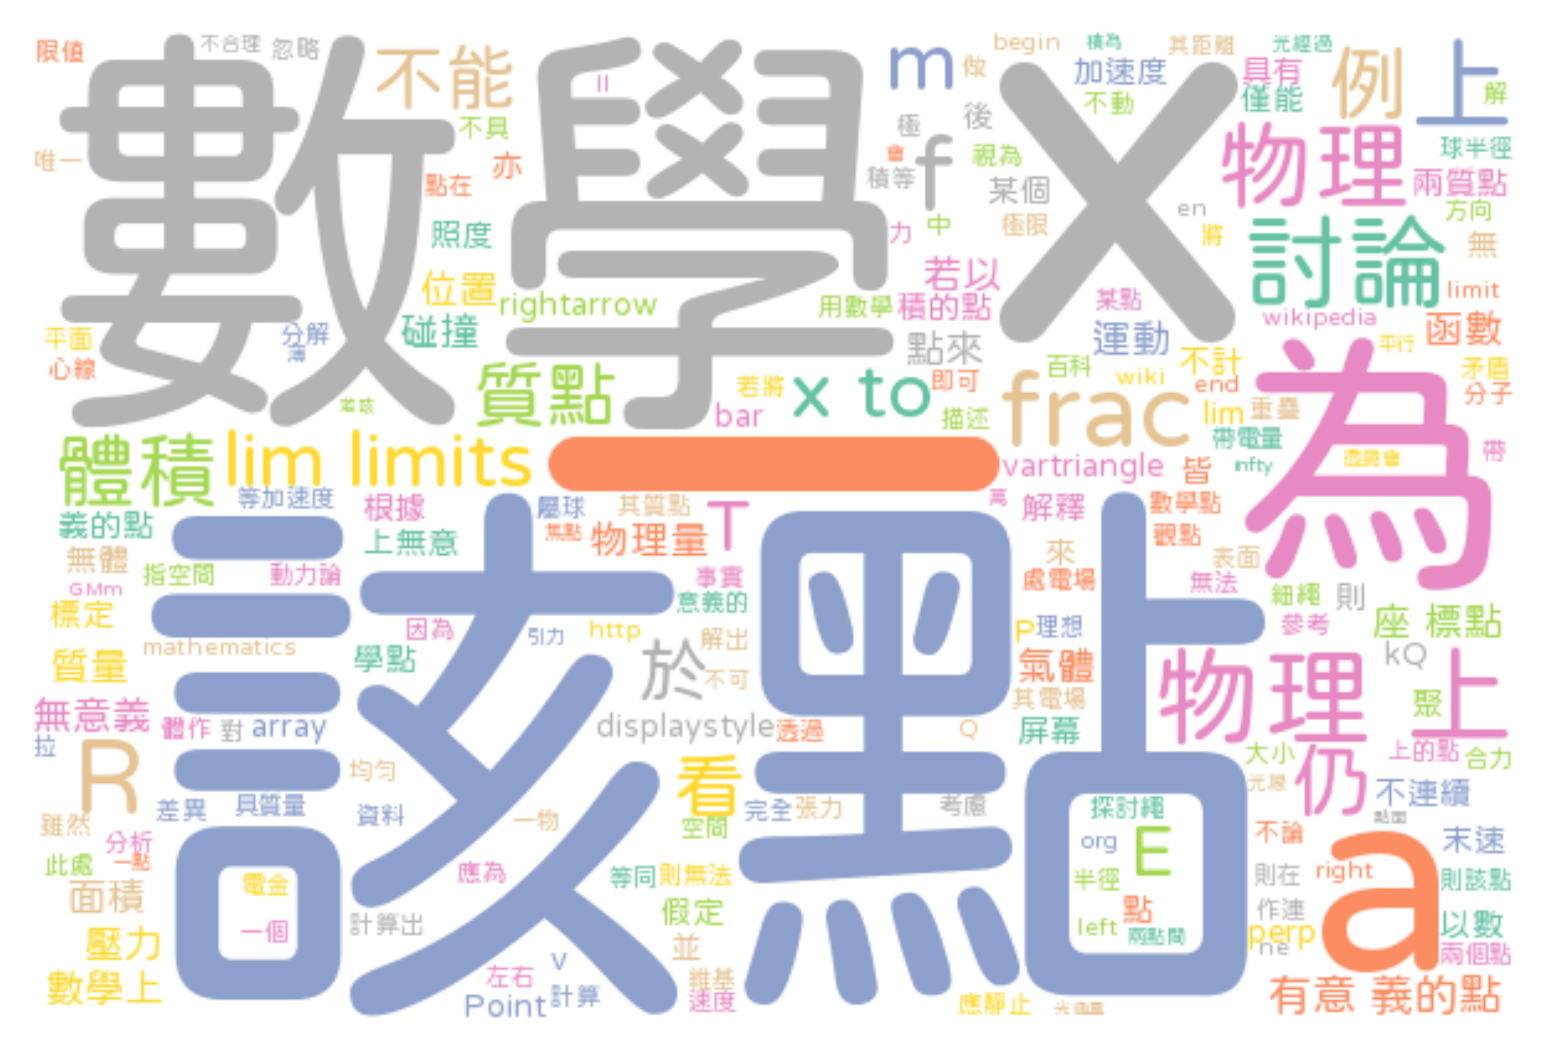 限值
不合理
忽略
不能
m
做
begin
積為
其距離
光經過
數學
x
例
上
加速度
具有
僅能
解
不動
物理
球半徑
兩質點
唯一
不具
亦
點在
極
後
會
f
視為
積等
某個
極限
en
將
方向
無
照度
力
中
討論
位置
rightarrow
若以
用數學
積的點
某點
limit
wikipedia
函數
平面
分解
薄
碰撞
點來
運動
不計
平行
心線
質點
若將
x to
即可
百科
wiki
end
矛盾
分子
bar
描述
frac
lim
重疊
為
體積
lim limits
一
vartriangle
皆
帶電量
infty
帶
等加速度
根據
屬球
其質點
T
萬
解釋
數學點
義的點
上無意
焦點
物理量
觀點
無體
指空間
動力論
事實
來
處電場
表面
無法
GMm
意義的
細繩
則
標定
因為
引力
http
解出
P
理想
參考
座 標點
mathematics
該點
質量
學點
於
不可
氣體
其電場
物理 上
kQ
無意義
體作
對
array
displaystyle
透過
Q
屏幕
聚
拉
R
均勻
看
大小
上的點
合力
仍
差異
具質量
資料
一物
完全
張力
考慮
探討繩
不連續
點面
雖然
分析
空間
org
E
不論
末速
此處
一點
電金
應為
等同
則無法
半徑
則在
right
則該點
面積
一個
計算出
假定
點
left
兩點間
作連
perp
ne
a
以數
兩個點
壓力
並
數學上
左右
v
Point
計算
維基
速度
應靜止
有意 義的點